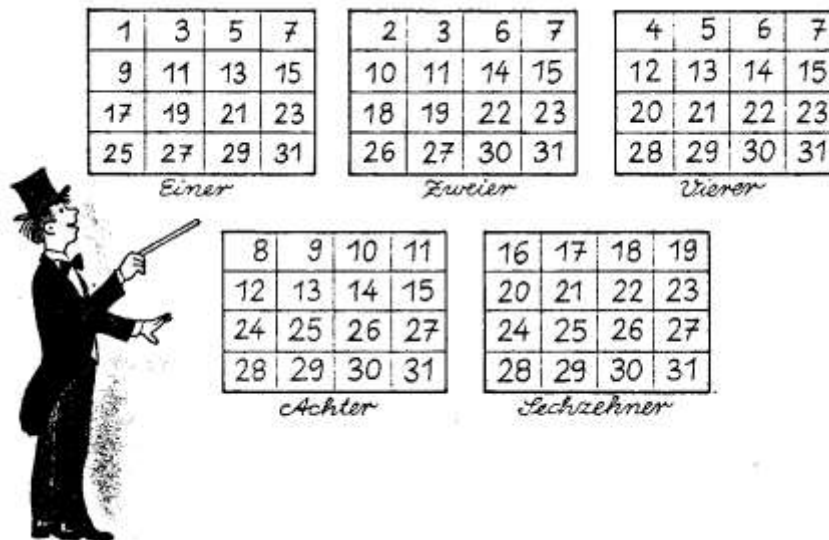 1 3 5 7
9 11 13 15
17 19 21 23
25 27 29 31
Einer
2 3 6 7
10 11 14 15
18 19 22 23
26 27 30 31
Zweier
4 5 6 7
12 13 14 15
20 21 22 23
28 29 30 31
Vierer
8 9 10 11
12 13 14 15
24 25 26 27
28 29 30 31
Achter
16 17 18 19
20 21 22 23
24 25 26 27
28 29 30 31
Sechzehner